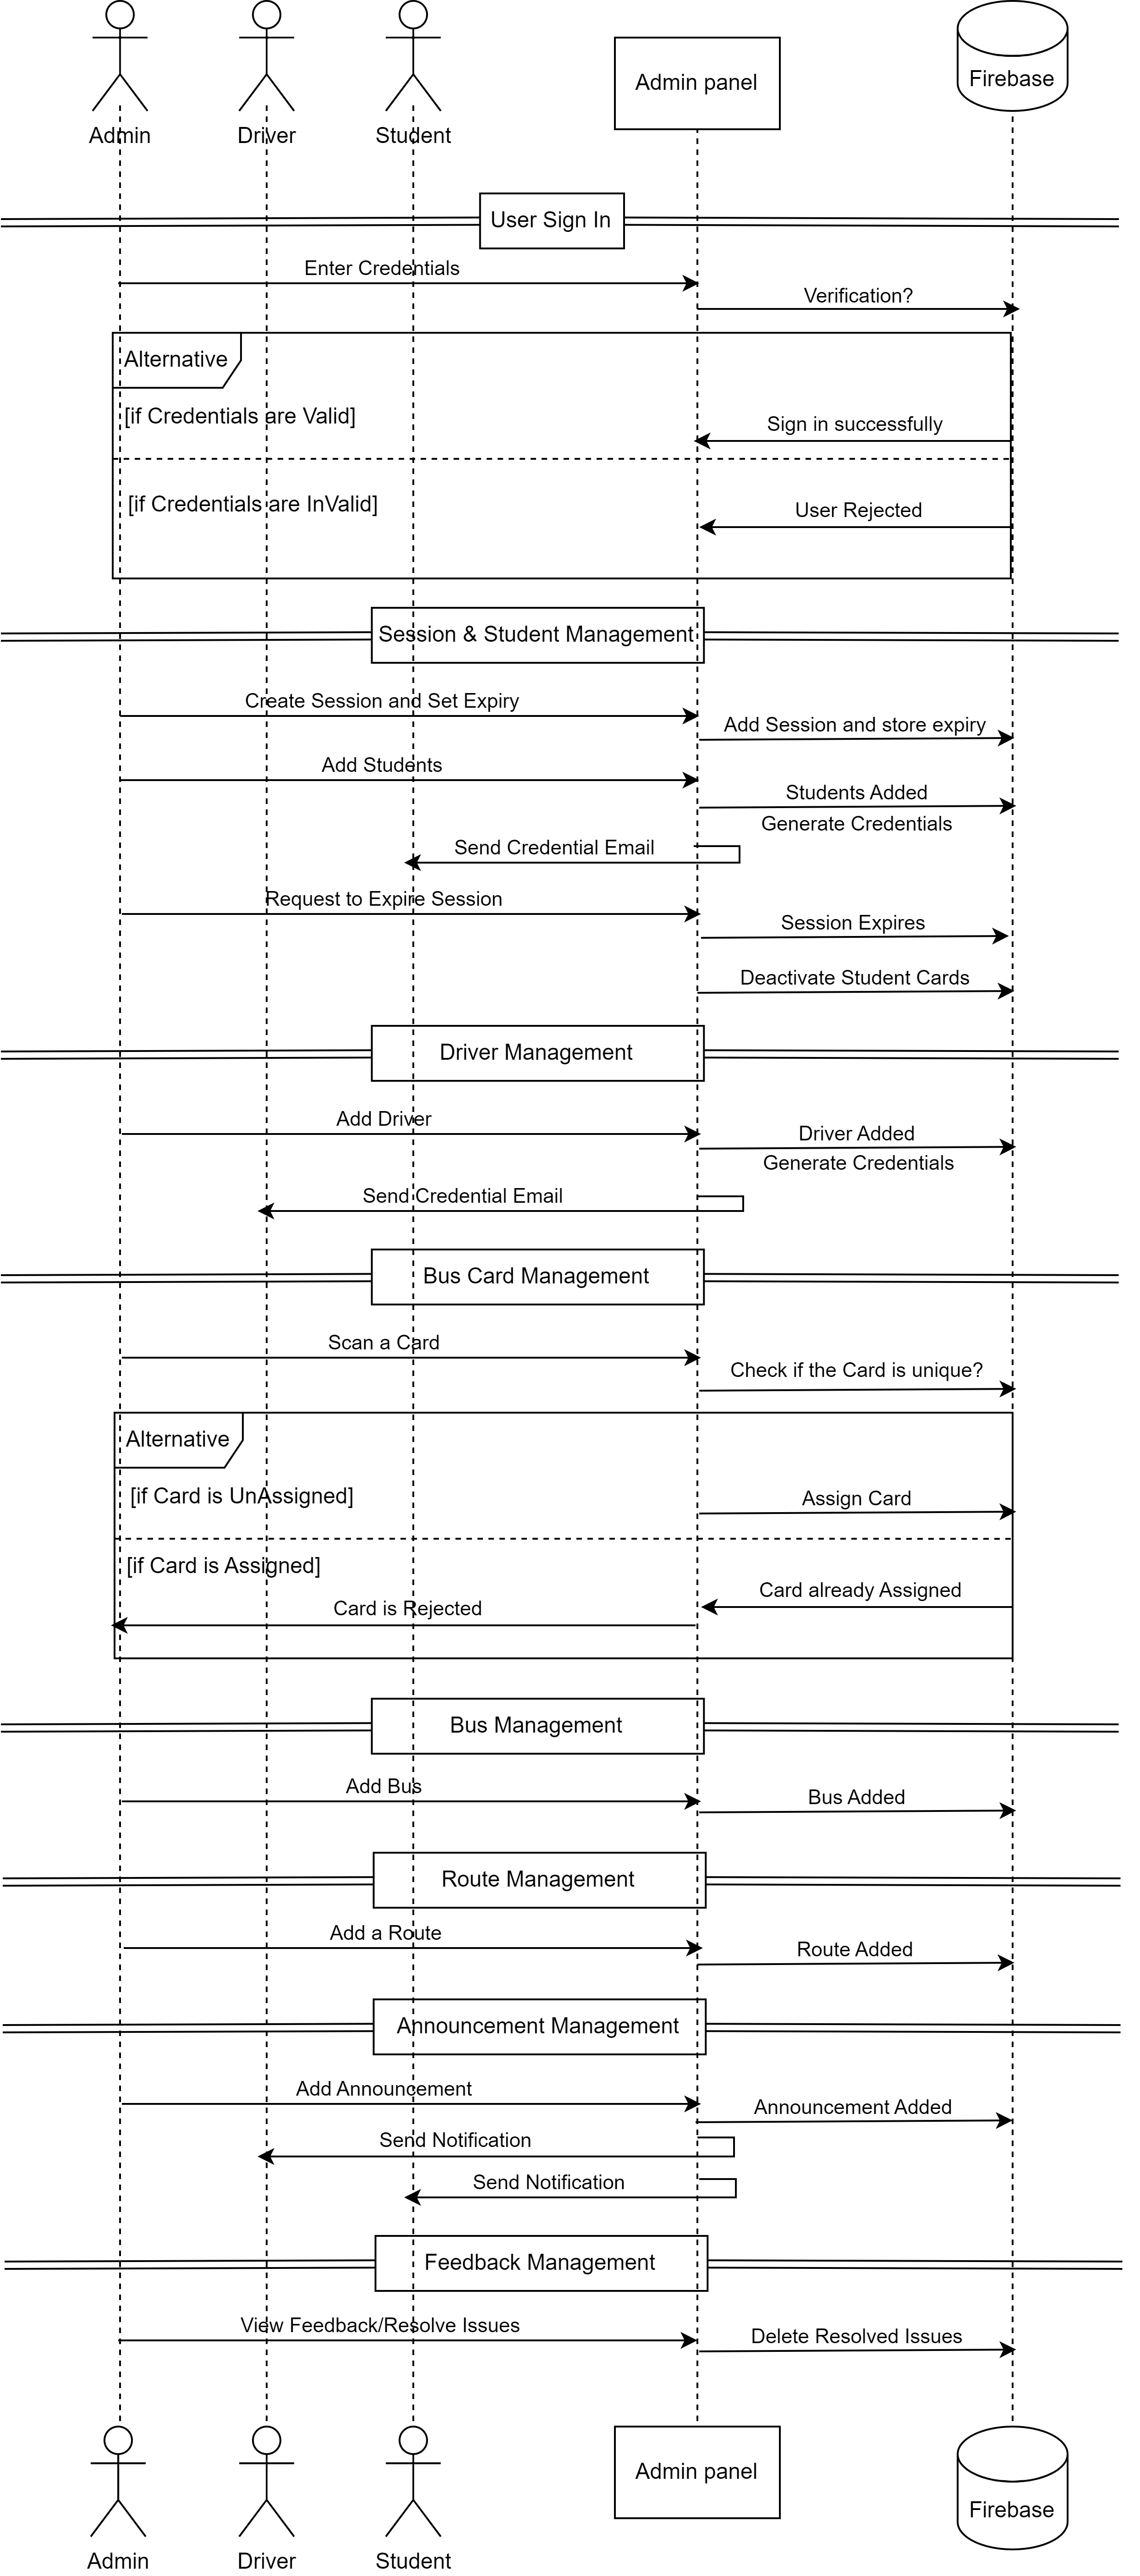 Admin
Driver
Student
Admin panel
Firebase
User Sign In
Enter Credentials
Verification?
Alternative
[if Credentials are Valid]
Sign in successfully
[if Credentials are InValid]
User Rejected
Session & Student Management
Create Session and Set Expiry
Add Session and store expiry
Add Students
Students Added
Generate Credentials
Send Credential Email
Request to Expire Session
Session Expires
Deactivate Student Cards
Driver Management
Add Driver
Driver Added
Generate Credentials
Send Credential Email
Bus Card Management
Scan a Card
Check if the Card is unique?
Alternative
[if Card is UnAssigned]
Assign Card
[if Card is Assigned]
Card already Assigned
Card is Rejected
Bus Management
Add Bus
Bus Added
Route Management
Add a Route
Route Added
Announcement Management
Add Announcement
Announcement Added
Send Notification
Send Notification
Feedback Management
View Feedback/Resolve Issues
Delete Resolved Issues
Admin panel
Firebase
Admin
Driver
Student